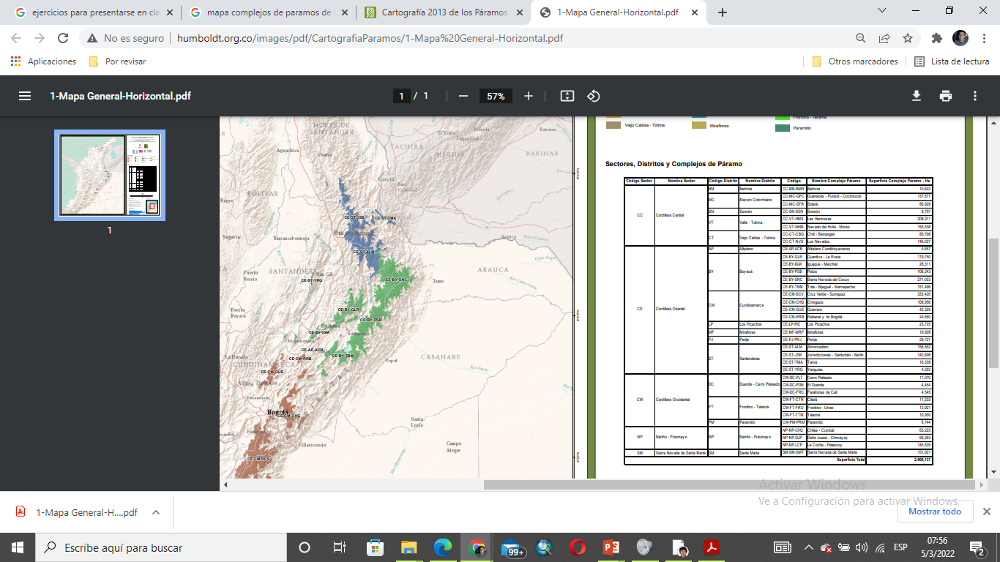 ejercicios para presentarse en cla
mapa complejos de paramos de
Cartografía 2013 de los Páramos
1-Mapa General-Horizontal.pdf
No es seguro
humboldt.org.co/images/pdf/CartografiaParamos/1-Mapa%20General-Horizontal.pdf
Aplicaciones
Por revisar
Otros marcadores
Lista de lectura
1-Mapa General-Horizontal.pdf
1 / 1
57%
1
NORTE DE SANTANDER
Aguachica
Ocaña
El Vigía
Mérida
Barinas
TÁCHIRA
MÉRIDA
BARINAS
Cúcuta
BOLÍVAR
CE-ST-JSB
CE-ST-TMA
Segovia
Barrancabermeja
Arauca
CE-ST-ALM
SANTANDER
San Gil
CE-ST-YRG
Puerto Berrío
CE-BY-SNC
Tame
ARAUCA
Puerto Boyacá
CE-BY-GLR
CE-BY-PSB
CE-BY-IGM
Chiquinquirá
CE-AP-ACB
CE-CM-RRB
CE-BY-TBM
La Dorada
CUNDINAMARCA
CE-CM-GUE
Yopal
CASANARE
Villeta
Bogotá
CE-CM-CHG
Santa Lucía
Villavicencio
Campo Alegre
CE-CM-SCV
Viejo Caldas - Tolima
Miraflores
Frontino - Tatamá
Paramillo
Sectores, Distritos y Complejos de Páramo
Código Sector Nombre Sector Código Distrito Nombre Distrito Código Nombre Complejo Páramo Superficie Complejo Páramo - Ha
CC Cordillera Central BM Belmira CC-BM-BMR Belmira 10,622
MC Macizo Colombiano CC-MC-GPC Guanacas - Puracé - Coconucos 137,677
CC-MC-STR Sotará 80,929
SN Sonsón CC-SN-SSN Sonsón 8,707
VT Valle - Tolima CC-VT-HMS Las Hermosas 208,011
CC-VT-NHM Nevado del Huila - Moras 150,538
CT Viejo Caldas - Tolima CC-CT-CBG Chili - Barragán 80,708
CC-CT-NVS Los Nevados 146,027
CE Cordillera Oriental AP Altiplano CE-AP-ACB Altiplano Cundiboyacense 4,657
BY Boyacá CE-BY-GLR Guantiva - La Rusia 119,750
CE-BY-IGM Iguaque - Merchán 28,311
CE-BY-PSB Pisba 106,243
CE-BY-SNC Sierra Nevada del Cocuy 271,033
CE-BY-TBM Tota - Bijagual - Mamapacha 151,498
CM Cundinamarca CE-CM-SCV Cruz Verde - Sumapaz 333,420
CE-CM-CHG Chingaza 109,956
CE-CM-GUE Guerrero 42,325
CE-CM-RRB Rabanal y río Bogotá 24,650
LP Los Picachos CE-LP-PIC Los Picachos 23,725
MF Miraflores CE-MF-MRF Miraflores 19,928
PJ Perijá CE-PJ-PRJ Perijá 29,727
ST Santanderes CE-ST-ALM Almorzadero 156,552
CE-ST-JSB Jurisdicciones - Santurbán - Berlín 142,608
CE-ST-TMA Tamá 16,339
CE-ST-YRG Yariguíes 4,252
CW Cordillera Occidental DC Duende - Cerro Plateado CW-DC-PLT Cerro Plateado 17,070
CW-DC-PDN El Duende 4,454
CW-DC-FRC Farallones de Cali 4,545
FT Frontino - Tatamá CW-FT-CTR Citará 11,233
CW-FT-FRU Frontino - Urrao 13,921
CW-FT-TTM Tatamá 10,930
PM Paramillo CW-PM-PRM Paramillo 6,744
NP Nariño - Putumayo NP Nariño - Putumayo NP-NP-CHC Chiles - Cumbal 63,223
NP-NP-DJP Doña Juana - Chimayoy 69,263
NP-NP-LCP La Cocha - Patascoy 145,539
SM Sierra Nevada de Santa Marta SM Santa Marta SM-SM-SMT Sierra Nevada de Santa Marta 151,021
Superficie Total 2,906,137
Activar Windows
Ve a Configuración para activar Windows.
1-Mapa General-H....pdf
Mostrar todo
Escribe aquí para buscar
99+
ESP
07:56
5/3/2022
2